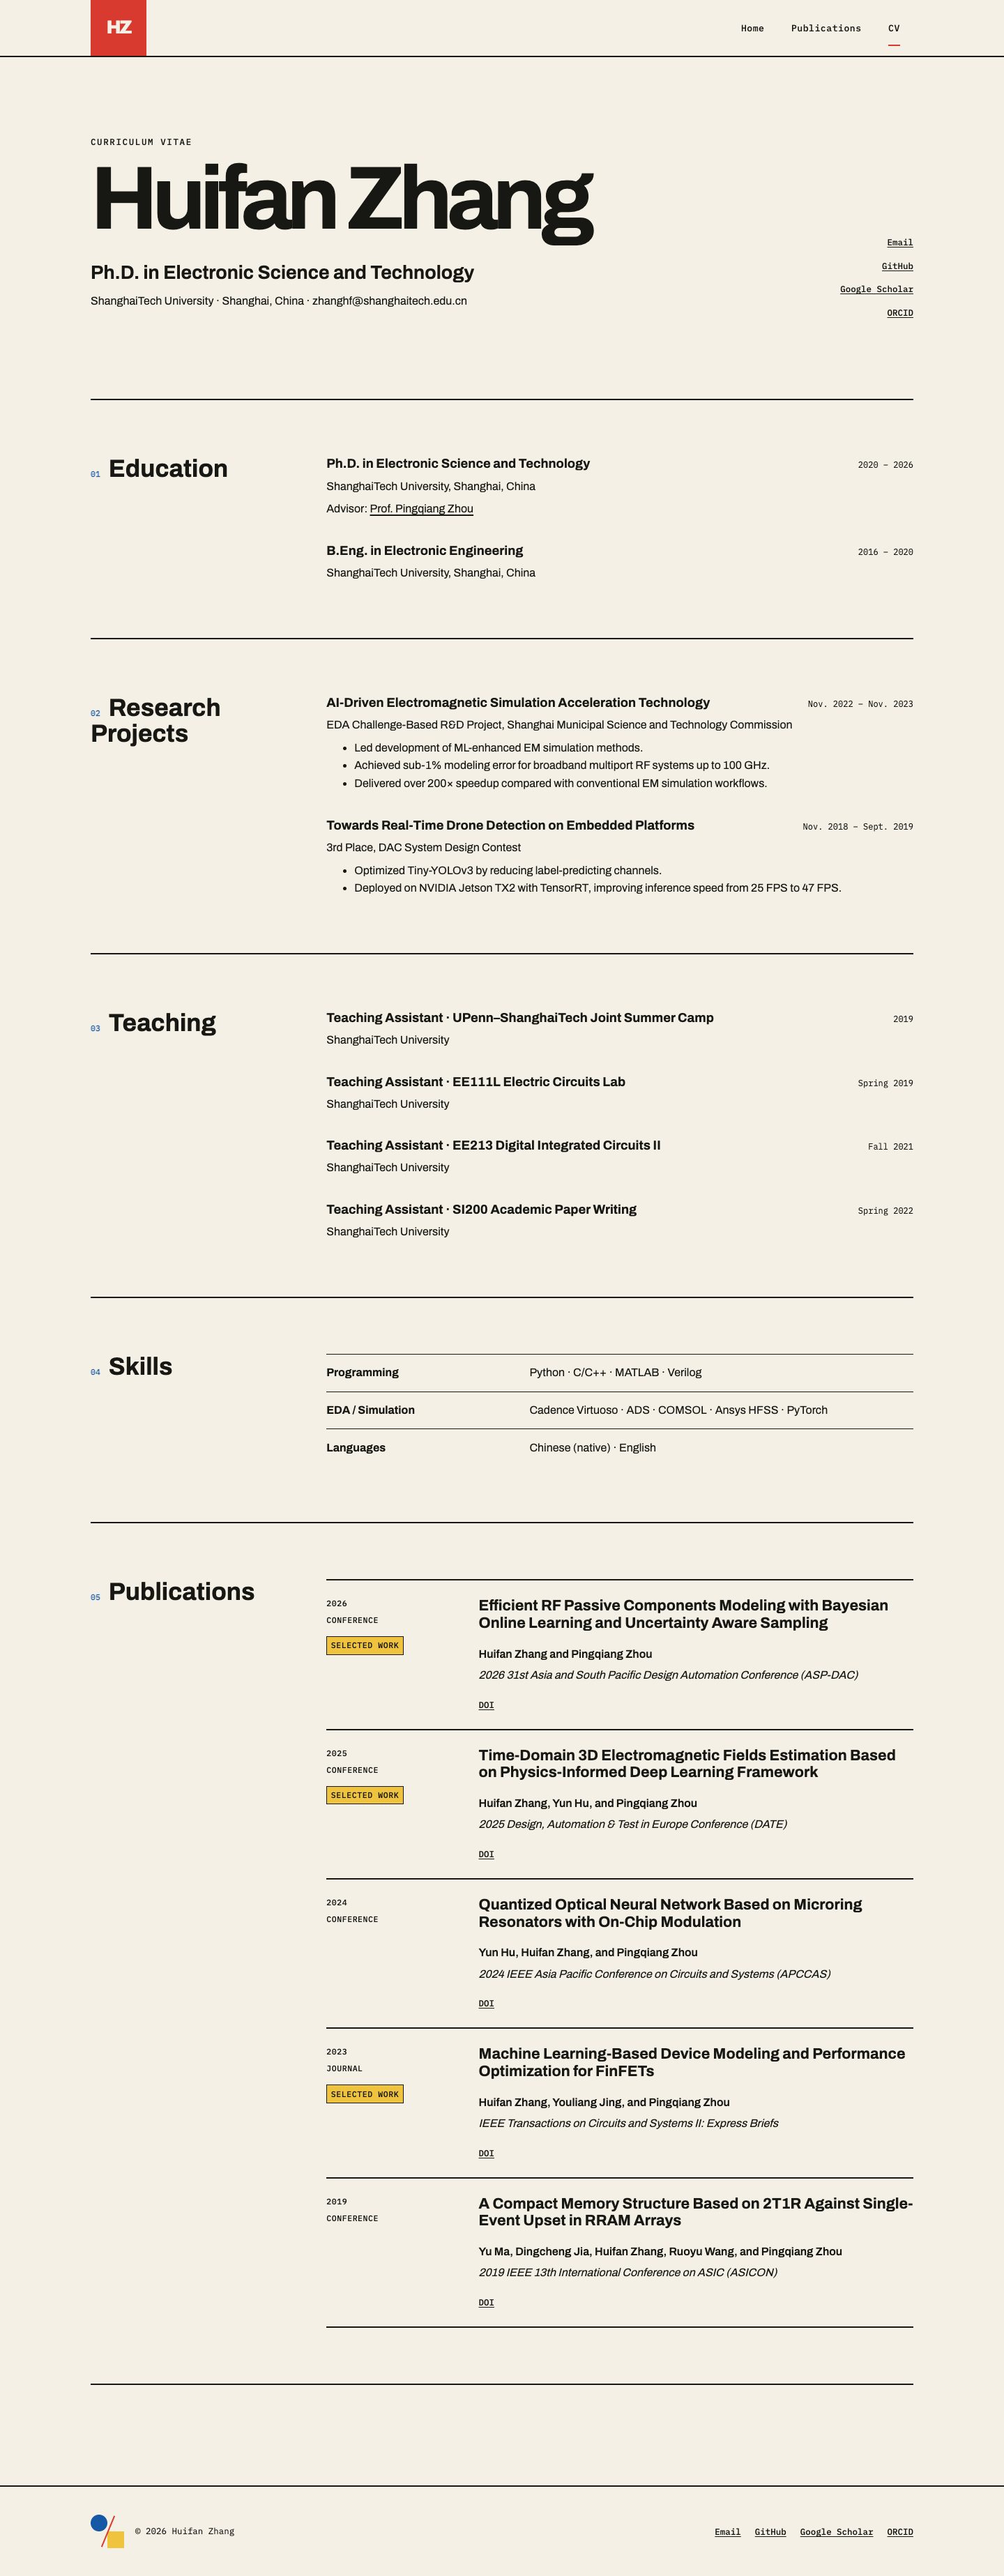 HZ
Home Publications CV
CURRICULUM VITAE
Huifan Zhang
Ph.D. in Electronic Science and Technology
ShanghaiTech University · Shanghai, China · zhanghf@shanghaitech.edu.cn
Email
GitHub
Google Scholar
ORCID
01 Education
Ph.D. in Electronic Science and Technology 2020 – 2026
ShanghaiTech University, Shanghai, China
Advisor: Prof. Pingqiang Zhou
B.Eng. in Electronic Engineering 2016 – 2020
ShanghaiTech University, Shanghai, China
02 Research
Projects
AI-Driven Electromagnetic Simulation Acceleration Technology Nov. 2022 – Nov. 2023
EDA Challenge-Based R&D Project, Shanghai Municipal Science and Technology Commission
• Led development of ML-enhanced EM simulation methods.
• Achieved sub-1% modeling error for broadband multiport RF systems up to 100 GHz.
• Delivered over 200× speedup compared with conventional EM simulation workflows.
Towards Real-Time Drone Detection on Embedded Platforms Nov. 2018 – Sept. 2019
3rd Place, DAC System Design Contest
• Optimized Tiny-YOLOv3 by reducing label-predicting channels.
• Deployed on NVIDIA Jetson TX2 with TensorRT, improving inference speed from 25 FPS to 47 FPS.
03 Teaching
Teaching Assistant · UPenn–ShanghaiTech Joint Summer Camp 2019
ShanghaiTech University
Teaching Assistant · EE111L Electric Circuits Lab Spring 2019
ShanghaiTech University
Teaching Assistant · EE213 Digital Integrated Circuits II Fall 2021
ShanghaiTech University
Teaching Assistant · SI200 Academic Paper Writing Spring 2022
ShanghaiTech University
04 Skills
Programming Python · C/C++ · MATLAB · Verilog
EDA / Simulation Cadence Virtuoso · ADS · COMSOL · Ansys HFSS · PyTorch
Languages Chinese (native) · English
05 Publications
2026
CONFERENCE
SELECTED WORK
Efficient RF Passive Components Modeling with Bayesian
Online Learning and Uncertainty Aware Sampling
Huifan Zhang and Pingqiang Zhou
2026 31st Asia and South Pacific Design Automation Conference (ASP-DAC)
DOI
2025
CONFERENCE
SELECTED WORK
Time-Domain 3D Electromagnetic Fields Estimation Based
on Physics-Informed Deep Learning Framework
Huifan Zhang, Yun Hu, and Pingqiang Zhou
2025 Design, Automation & Test in Europe Conference (DATE)
DOI
2024
CONFERENCE
Quantized Optical Neural Network Based on Microring
Resonators with On-Chip Modulation
Yun Hu, Huifan Zhang, and Pingqiang Zhou
2024 IEEE Asia Pacific Conference on Circuits and Systems (APCCAS)
DOI
2023
JOURNAL
SELECTED WORK
Machine Learning-Based Device Modeling and Performance
Optimization for FinFETs
Huifan Zhang, Youliang Jing, and Pingqiang Zhou
IEEE Transactions on Circuits and Systems II: Express Briefs
DOI
2019
CONFERENCE
A Compact Memory Structure Based on 2T1R Against Single-
Event Upset in RRAM Arrays
Yu Ma, Dingcheng Jia, Huifan Zhang, Ruoyu Wang, and Pingqiang Zhou
2019 IEEE 13th International Conference on ASIC (ASICON)
DOI
© 2026 Huifan Zhang
Email GitHub Google Scholar ORCID